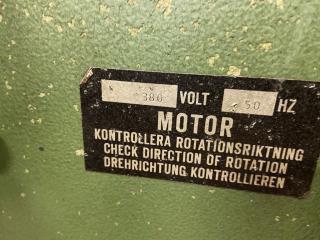 380 VOLT 50 HZ
MOTOR
KONTROLLERA ROTATIONSRIKTNING
CHECK DIRECTION OF ROTATION
DREHRICHTUNG KONTROLLIEREN